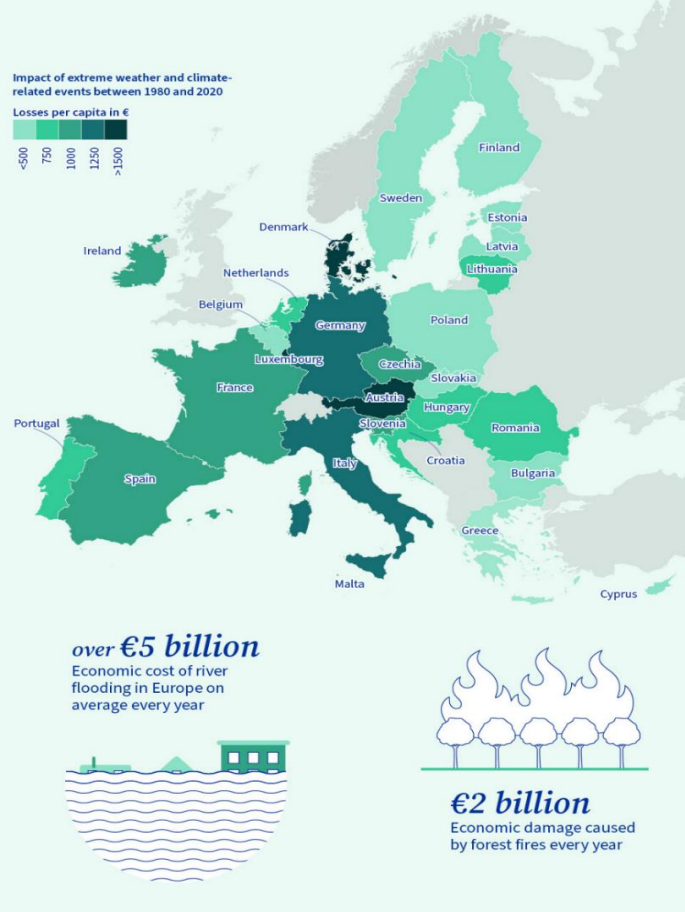 Impact of extreme weather and climate-
related events between 1980 and 2020
Losses per capita in €
<500
750
1000
1250
>1500
Finland
Sweden
Estonia
Denmark
Latvia
Ireland
Lithuania
Netherlands
Belgium
Germany
Poland
Luxembourg
Czechia
Slovakia
France
Austria
Hungary
Portugal
Slovenia
Romania
Italy
Croatia
Spain
Bulgaria
Greece
Malta
Cyprus
over €5 billion
Economic cost of river
flooding in Europe on
average every year
€2 billion
Economic damage caused
by forest fires every year